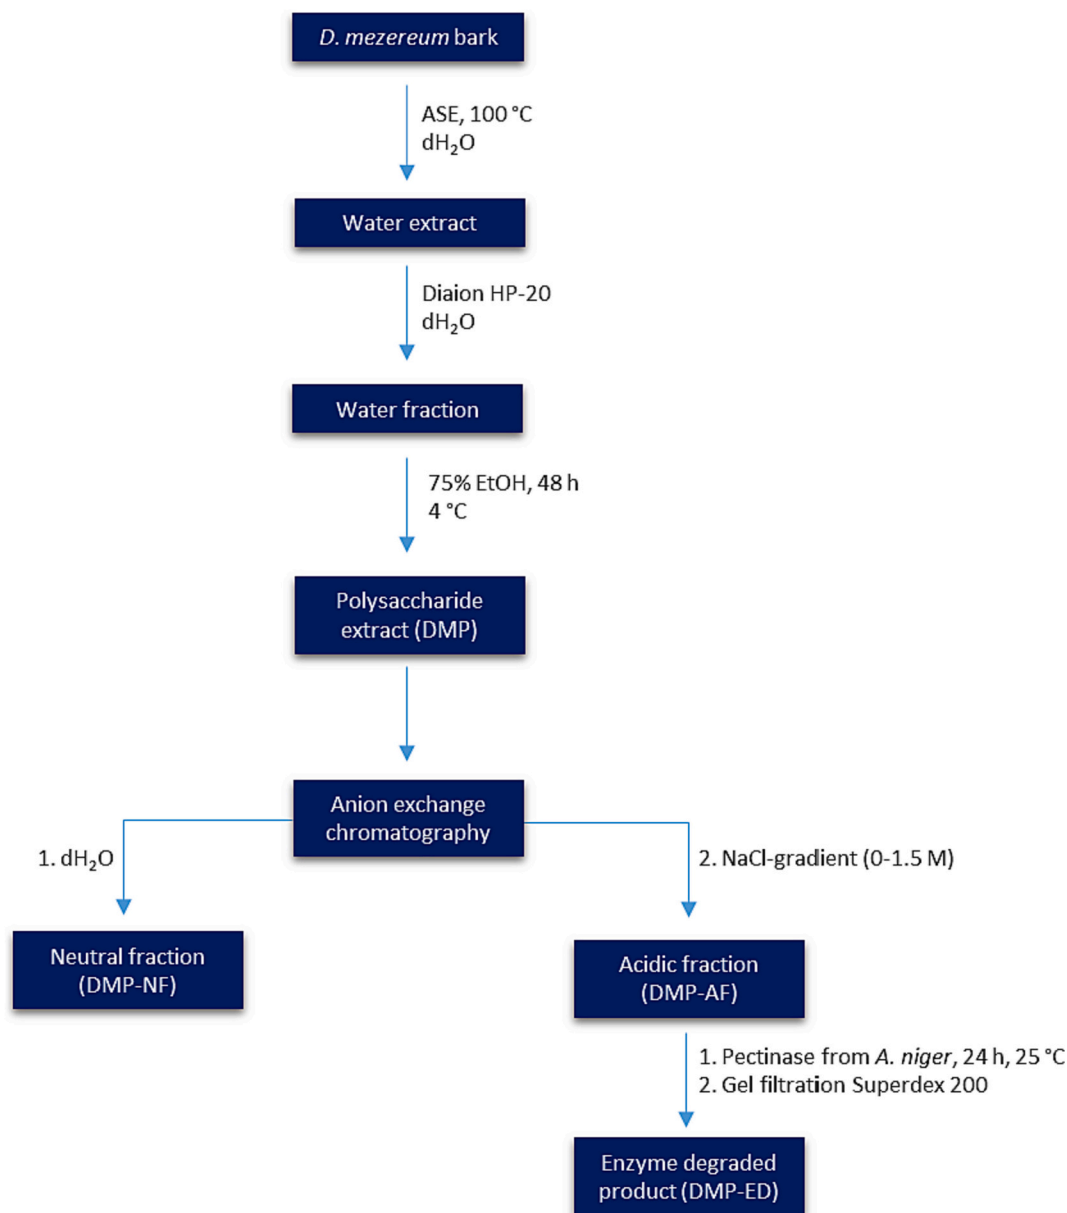 D. mezereum bark
ASE, 100 °C
dH₂O
Water extract
Diaion HP-20
dH₂O
Water fraction
75% EtOH, 48 h
4 °C
Polysaccharide
extract (DMP)
Anion exchange
chromatography
1. dH₂O
2. NaCl-gradient (0-1.5 M)
Neutral fraction
(DMP-NF)
Acidic fraction
(DMP-AF)
1. Pectinase from A. niger, 24 h, 25 °C
2. Gel filtration Superdex 200
Enzyme degraded
product (DMP-ED)